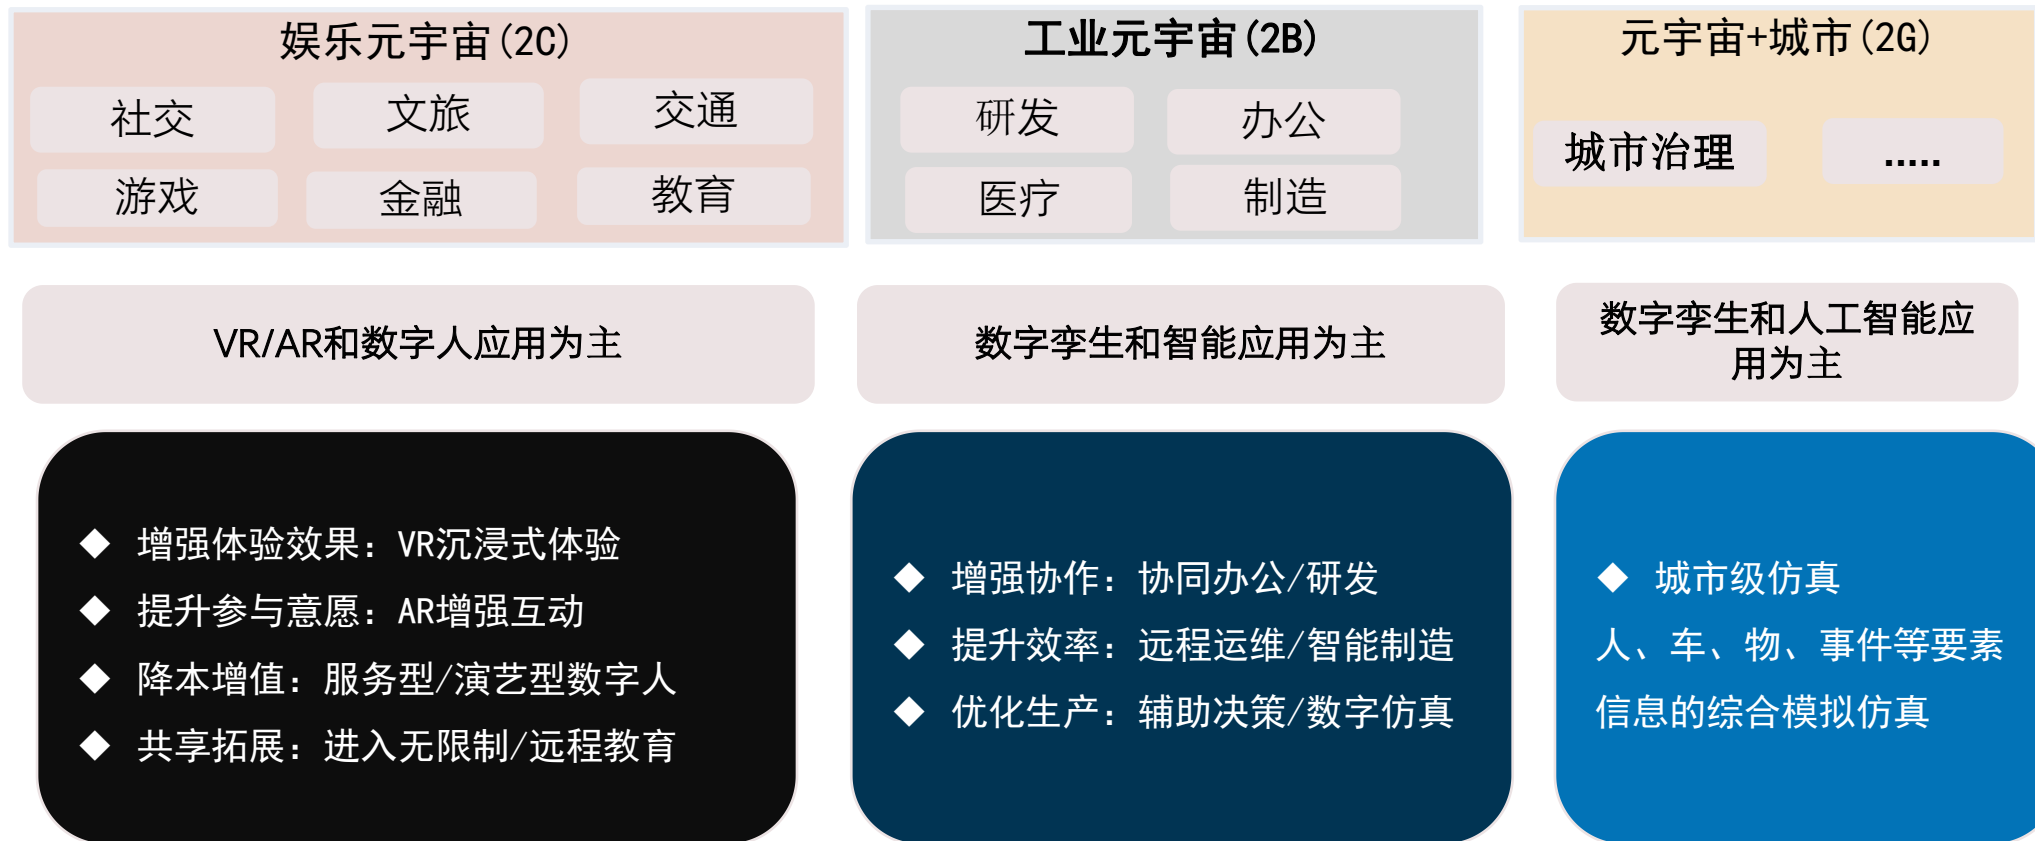 娱乐元宇宙(2C)
社交
文旅
交通
游戏
金融
教育
工业元宇宙(2B)
研发
办公
医疗
制造
元宇宙+城市(2G)
城市治理
.....
VR/AR和数字人应用为主
数字孪生和智能应用为主
数字孪生和人工智能应
用为主
◆ 增强体验效果：VR沉浸式体验
◆ 提升参与意愿：AR增强互动
◆ 降本增值：服务型/演艺型数字人
◆ 共享拓展：进入无限制/远程教育
◆ 增强协作：协同办公/研发
◆ 提升效率：远程运维/智能制造
◆ 优化生产：辅助决策/数字仿真
◆ 城市级仿真
人、车、物、事件等要素
信息的综合模拟仿真